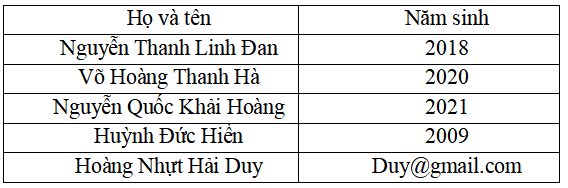 Họ và tên Năm sinh
Nguyễn Thanh Linh Đan 2018
Võ Hoàng Thanh Hà 2020
Nguyễn Quốc Khải Hoàng 2021
Huỳnh Đức Hiền 2009
Hoàng Nhựt Hải Duy Duy@gmail.com